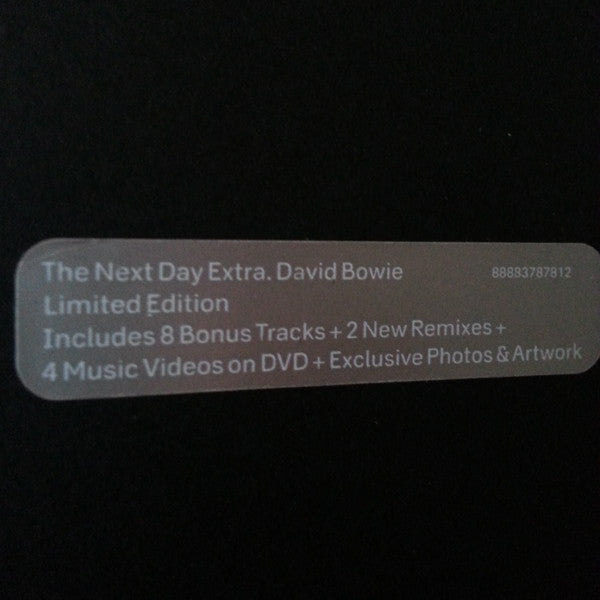 The Next Day Extra. David Bowie 88883787812
Limited Edition
Includes 8 Bonus Tracks + 2 New Remixes +
4 Music Videos on DVD + Exclusive Photos & Artwork